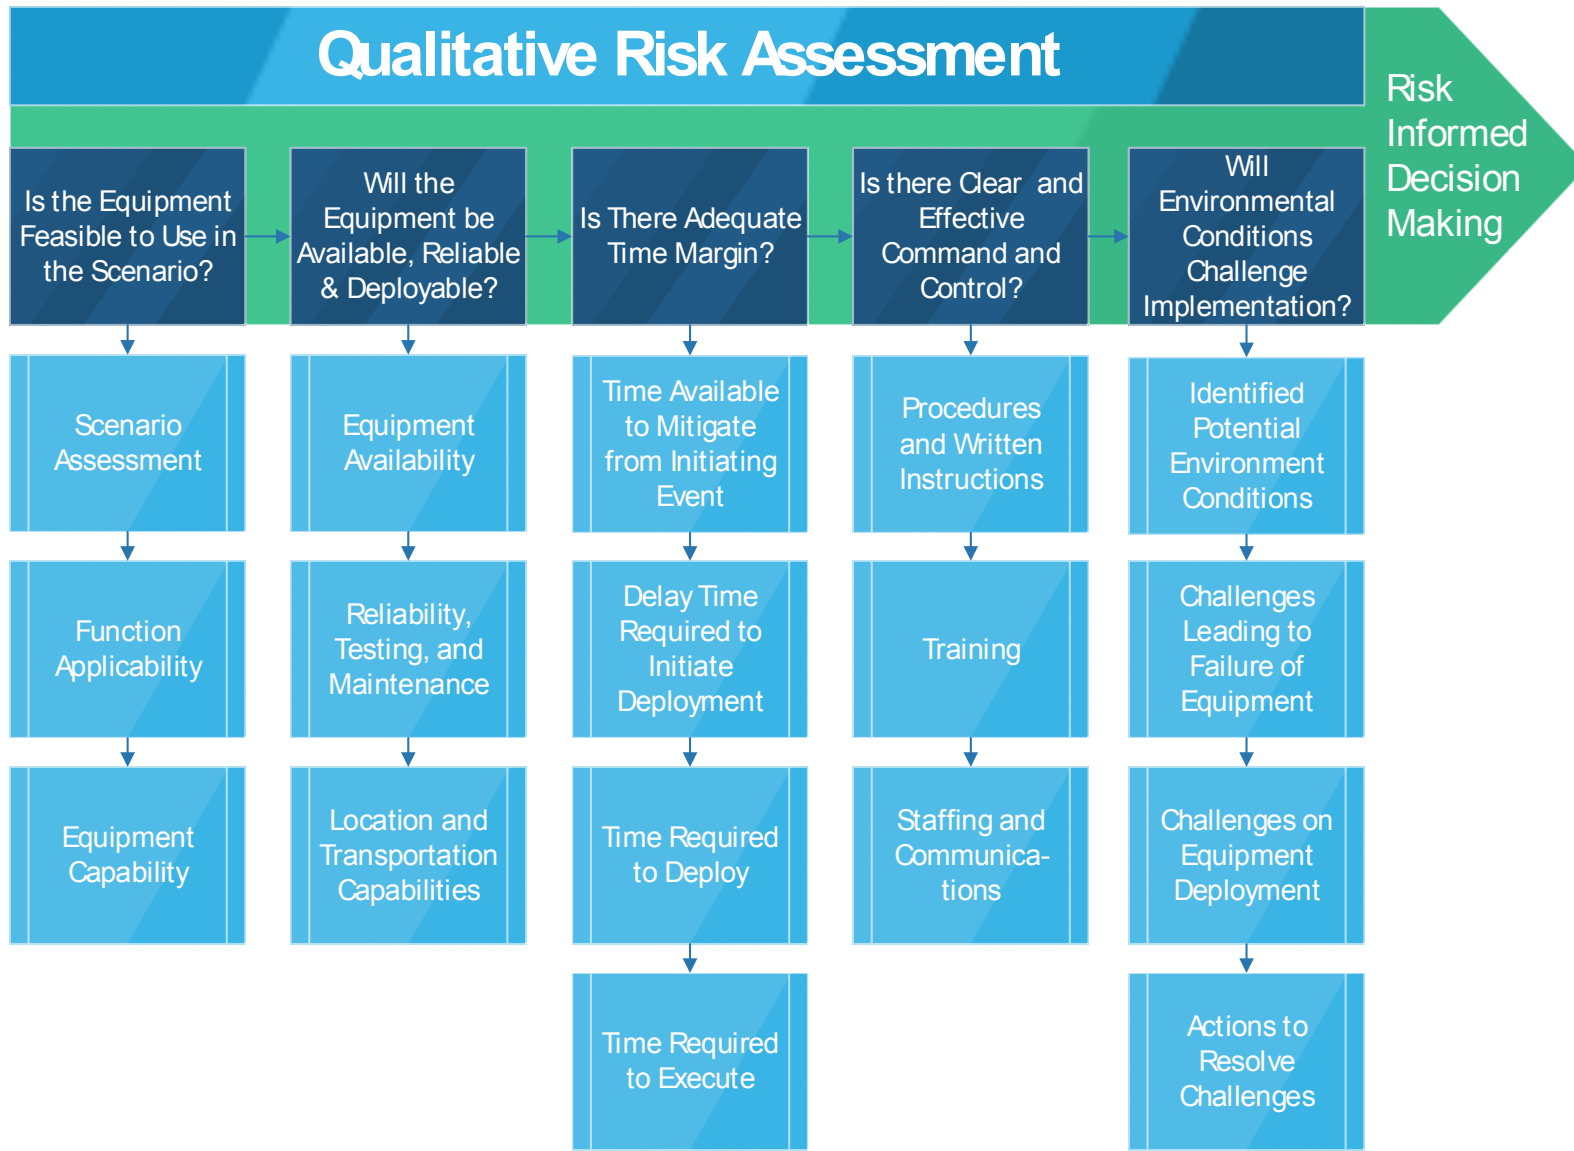 Qualitative Risk Assessment
Risk
Informed
Decision
Making
Is the Equipment
Feasible to Use in
the Scenario?
Will the
Equipment be
Available, Reliable
& Deployable?
Is There Adequate
Time Margin?
Is there Clear and
Effective
Command and
Control?
Will
Environmental
Conditions
Challenge
Implementation?
Scenario
Assessment
Equipment
Availability
Time Available
to Mitigate
from Initiating
Event
Procedures
and Written
Instructions
Identified
Potential
Environment
Conditions
Function
Applicability
Reliability,
Testing, and
Maintenance
Delay Time
Required to
Initiate
Deployment
Training
Challenges
Leading to
Failure of
Equipment
Equipment
Capability
Location and
Transportation
Capabilities
Time Required
to Deploy
Staffing and
Communica-
tions
Challenges on
Equipment
Deployment
Time Required
to Execute
Actions to
Resolve
Challenges